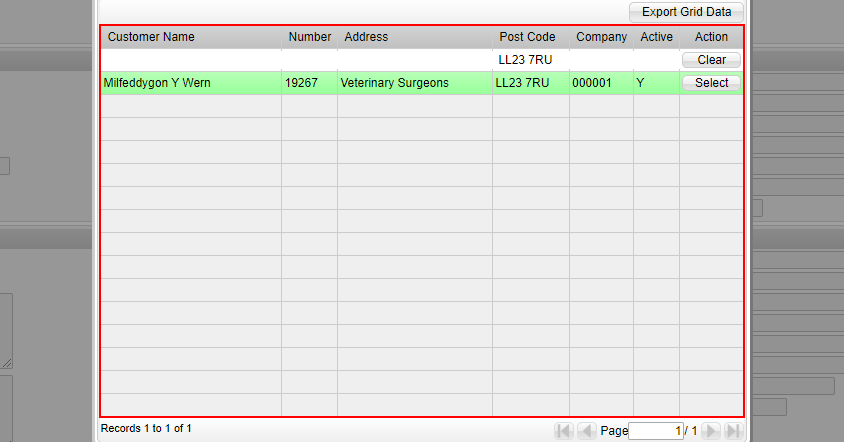 Export Grid Data
Customer Name Number Address Post Code Company Active Action
LL23 7RU Clear
Milfeddygon Y Wern 19267 Veterinary Surgeons LL23 7RU 000001 Y Select
Records 1 to 1 of 1 Page 1 / 1